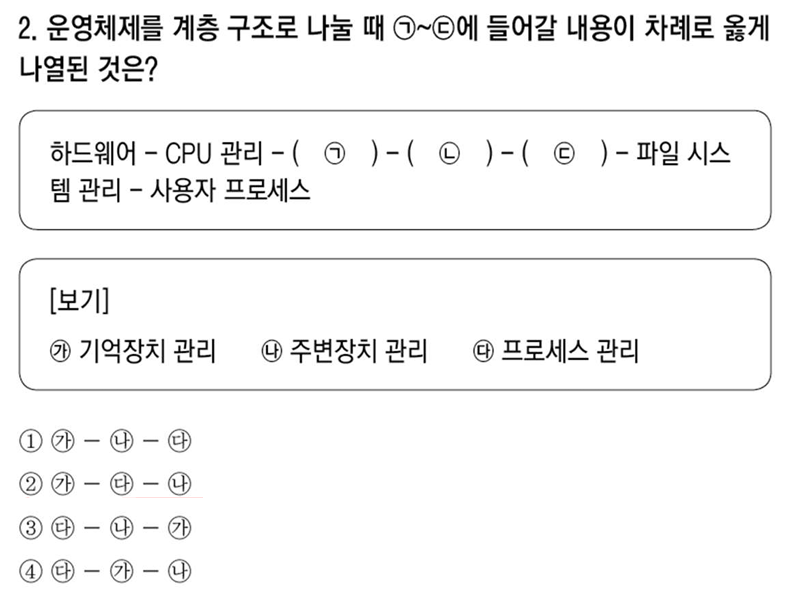 2. 운영체제를 계층 구조로 나눌 때 ㉠~㉢에 들어갈 내용이 차례로 옳게
나열된 것은?
하드웨어 – CPU 관리 – ( ㉠ ) – ( ㉡ ) – ( ㉢ ) – 파일 시스
템 관리 – 사용자 프로세스
[보기]
㉮ 기억장치 관리 ㉯ 주변장치 관리 ㉰ 프로세스 관리
① ㉮ – ㉯ – ㉰
② ㉮ – ㉰ – ㉯
③ ㉰ – ㉯ – ㉮
④ ㉰ – ㉮ – ㉯